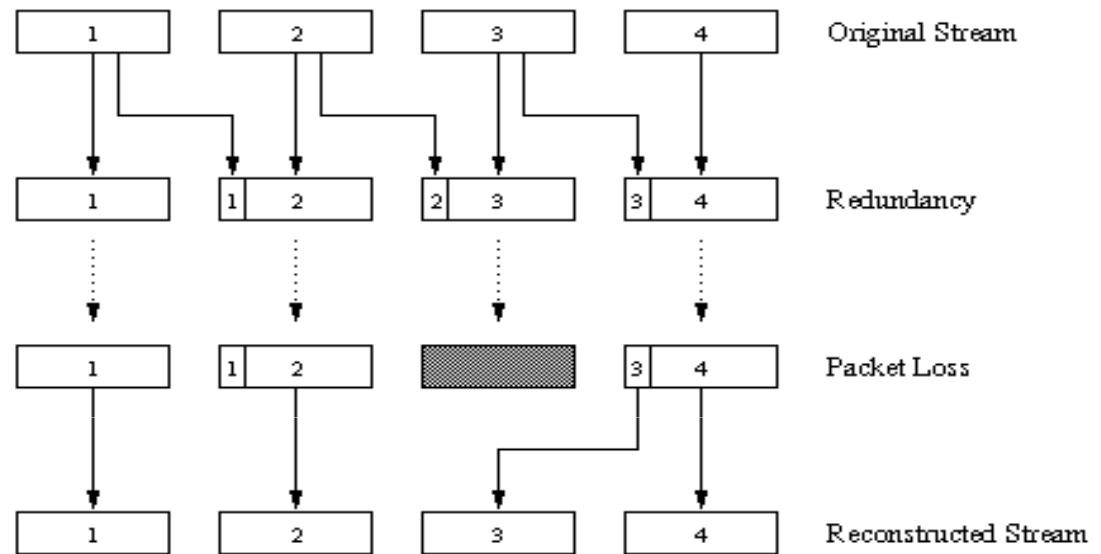 1 2 3 4 Original Stream
1 1 2 2 3 3 4 Redundancy
1 1 2 3 4 Packet Loss
1 2 3 4 Reconstructed Stream